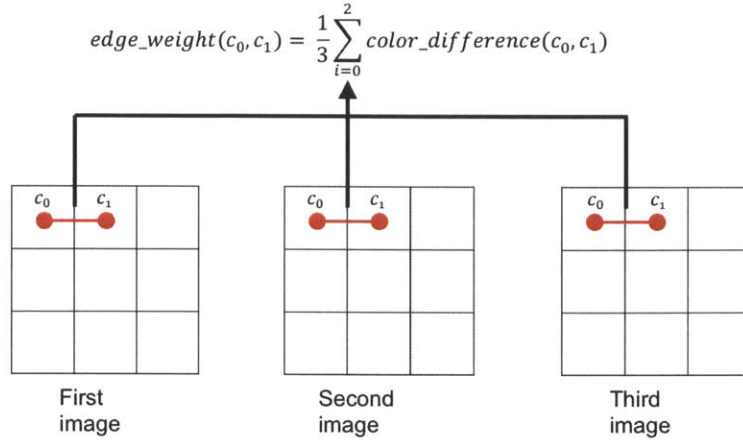 edge_weight(c₀, c₁) = 1/3 ∑_{i=0}^{2} color_difference(c₀, c₁)
c₀ c₁ c₀ c₁ c₀ c₁
First image
Second image
Third image